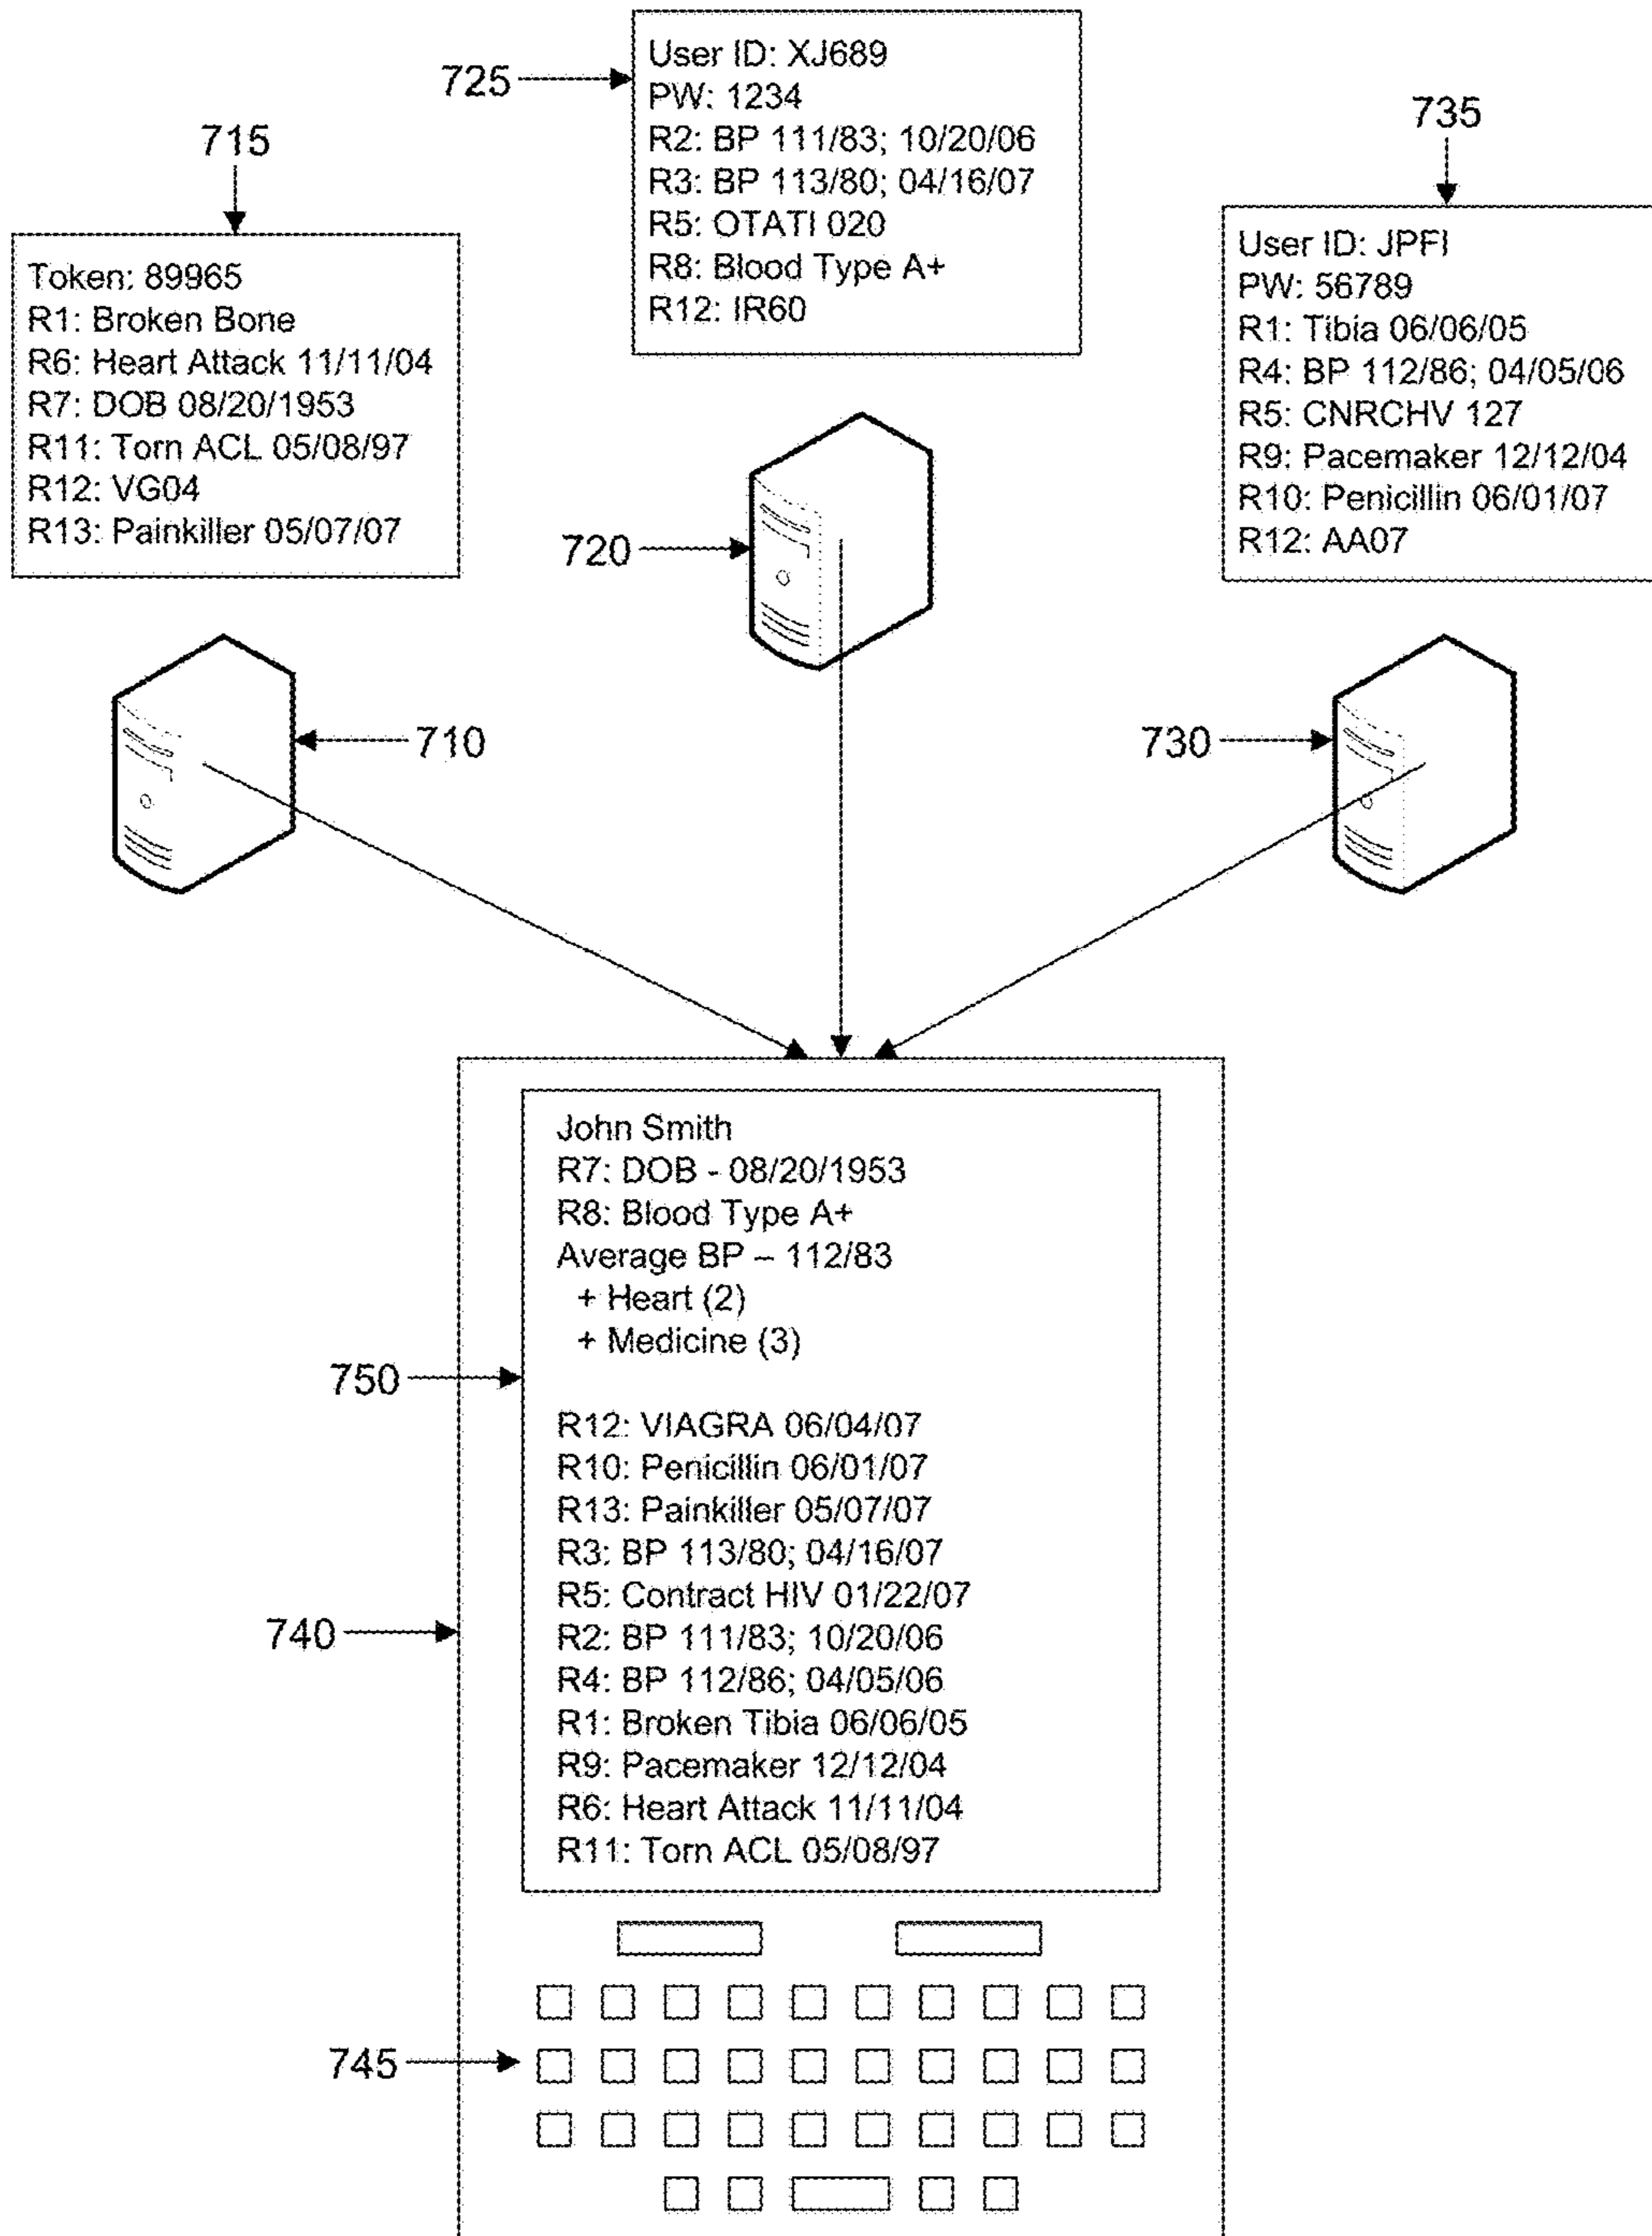 725
User ID: XJ689
PW: 1234
R2: BP 111/83; 10/20/06
R3: BP 113/80; 04/16/07
R5: OTATI 020
R8: Blood Type A+
R12: IR60
715
Token: 89965
R1: Broken Bone
R6: Heart Attack 11/11/04
R7: DOB 08/20/1953
R11: Torn ACL 05/08/97
R12: VG04
R13: Painkiller 05/07/07
735
User ID: JPFI
PW: 56789
R1: Tibia 06/06/05
R4: BP 112/86; 04/05/06
R5: CNRCHV 127
R9: Pacemaker 12/12/04
R10: Penicillin 06/01/07
R12: AA07
720
710
730
John Smith
R7: DOB - 08/20/1953
R8: Blood Type A+
Average BP – 112/83
+ Heart (2)
+ Medicine (3)
750
R12: VIAGRA 06/04/07
R10: Penicillin 06/01/07
R13: Painkiller 05/07/07
R3: BP 113/80; 04/16/07
R5: Contract HIV 01/22/07
R2: BP 111/83; 10/20/06
R4: BP 112/86; 04/05/06
R1: Broken Tibia 06/06/05
R9: Pacemaker 12/12/04
R6: Heart Attack 11/11/04
R11: Torn ACL 05/08/97
740
745